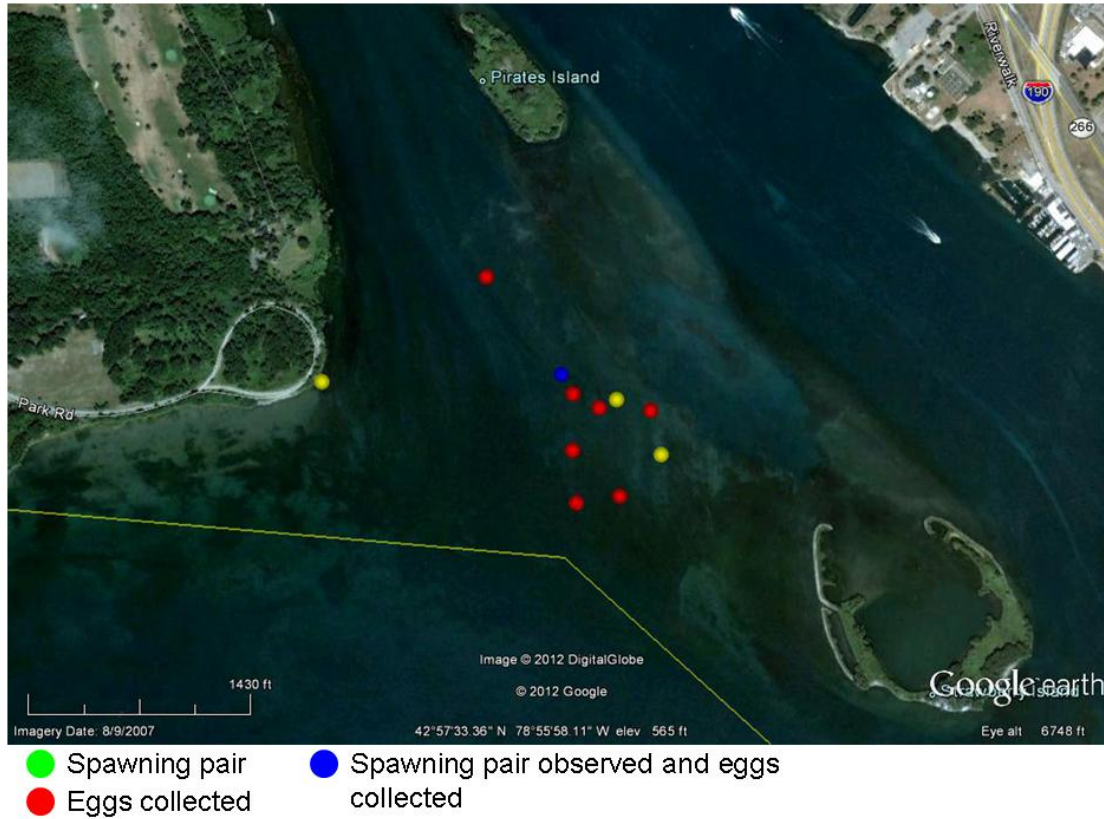 Pirates Island
Riverwalk
190
266
Park Rd
Image © 2012 DigitalGlobe
© 2012 Google
Google earth
Strawberry Island
1430 ft
Imagery Date: 8/9/2007
42°57'33.36" N 78°55'58.11" W elev 565 ft
Eye alt 6748 ft
Spawning pair
Eggs collected
Spawning pair observed and eggs
collected